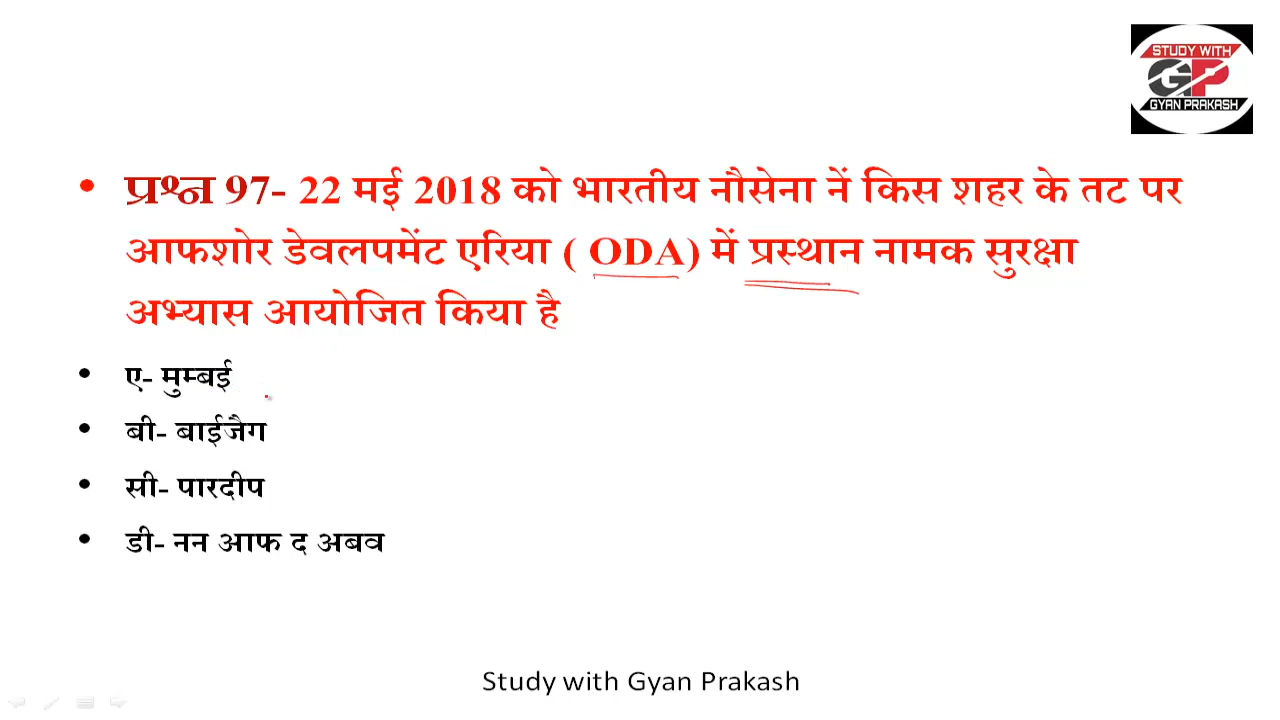 STUDY WITH
GP
GYAN PRAKASH
• प्रश्न 97- 22 मई 2018 को भारतीय नौसेना नें किस शहर के तट पर
आफशोर डेवलपमेंट एरिया ( ODA) में प्रस्थान नामक सुरक्षा
अभ्यास आयोजित किया है
• ए- मुम्बई
• बी- बाईजैग
• सी- पारदीप
• डी- नन आफ द अबव
Study with Gyan Prakash